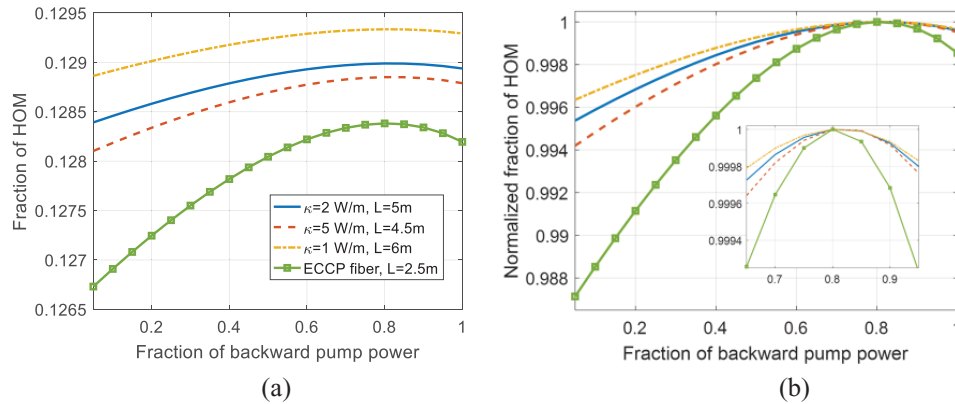 0.1295
0.129
0.1285
0.128
0.1275
0.127
0.1265
Fraction of HOM
κ=2 W/m, L=5m
κ=5 W/m, L=4.5m
κ=1 W/m, L=6m
ECCP fiber, L=2.5m
0.2 0.4 0.6 0.8 1
Fraction of backward pump power
(a)
1
0.998
0.996
0.994
0.992
0.99
0.988
Normalized fraction of HOM
1
0.9998
0.9996
0.9994
0.7 0.8 0.9
0.2 0.4 0.6 0.8 1
Fraction of backward pump power
(b)